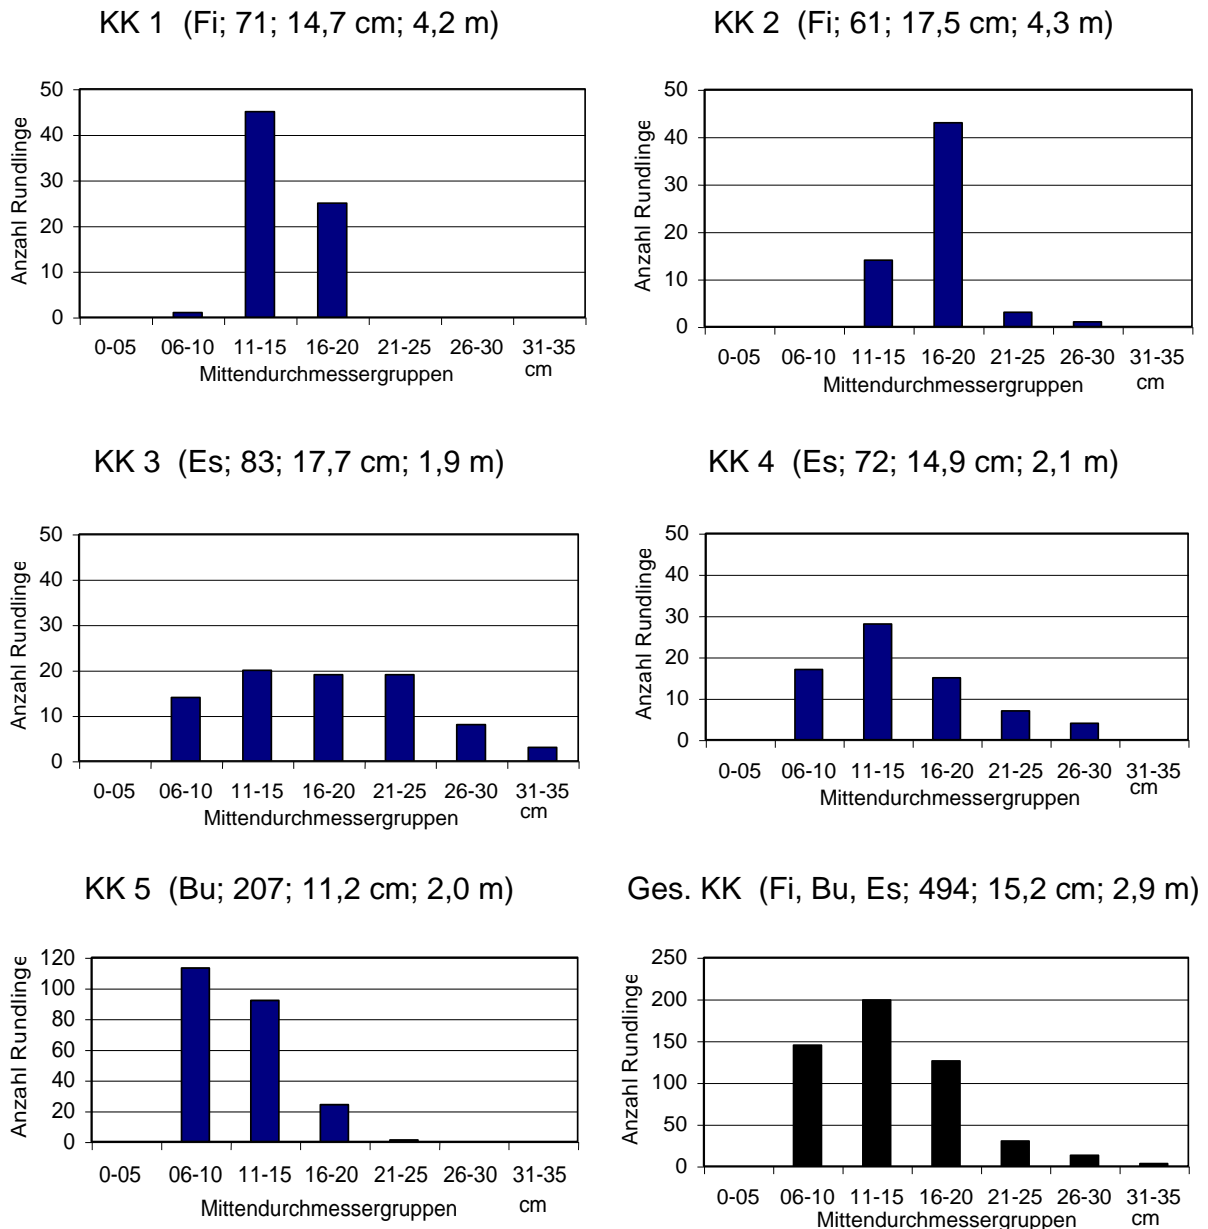 KK 1 (Fi; 71; 14,7 cm; 4,2 m)
Anzahl Rundlinge
50
40
30
20
10
0
0-05 06-10 11-15 16-20 21-25 26-30 31-35
Mittendurchmessergruppen cm
KK 2 (Fi; 61; 17,5 cm; 4,3 m)
Anzahl Rundlinge
50
40
30
20
10
0
0-05 06-10 11-15 16-20 21-25 26-30 31-35
Mittendurchmessergruppen cm
KK 3 (Es; 83; 17,7 cm; 1,9 m)
Anzahl Rundlinge
50
40
30
20
10
0
0-05 06-10 11-15 16-20 21-25 26-30 31-35
Mittendurchmessergruppen cm
KK 4 (Es; 72; 14,9 cm; 2,1 m)
Anzahl Rundlinge
50
40
30
20
10
0
0-05 06-10 11-15 16-20 21-25 26-30 31-35
Mittendurchmessergruppen cm
KK 5 (Bu; 207; 11,2 cm; 2,0 m)
Anzahl Rundlinge
120
100
80
60
40
20
0
0-05 06-10 11-15 16-20 21-25 26-30 31-35
Mittendurchmessergruppen cm
Ges. KK (Fi, Bu, Es; 494; 15,2 cm; 2,9 m)
Anzahl Rundlinge
250
200
150
100
50
0
0-05 06-10 11-15 16-20 21-25 26-30 31-35
Mittendurchmessergruppen cm